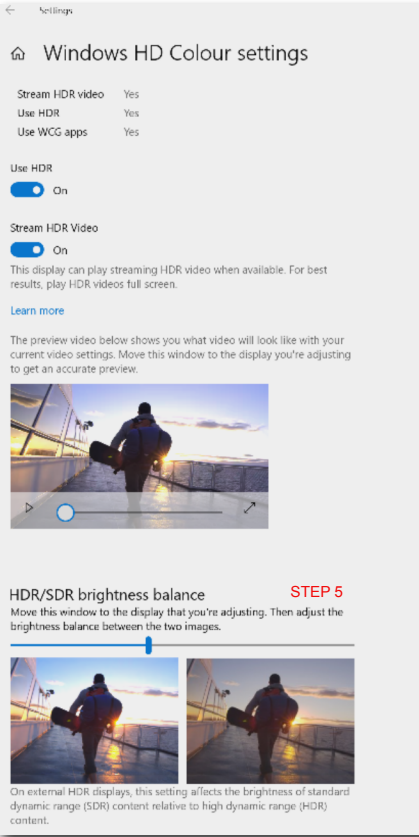 Settings
Windows HD Colour settings
Stream HDR video Yes
Use HDR Yes
Use WCG apps Yes
Use HDR
On
Stream HDR Video
On
This display can play streaming HDR video when available. For best
results, play HDR videos full screen.
Learn more
The preview video below shows you what video will look like with your
current video settings. Move this window to the display you're adjusting
to get an accurate preview.
HDR/SDR brightness balance STEP 5
Move this window to the display that you're adjusting. Then adjust the
brightness balance between the two images.
On external HDR displays, this setting affects the brightness of standard
dynamic range (SDR) content relative to high dynamic range (HDR)
content.